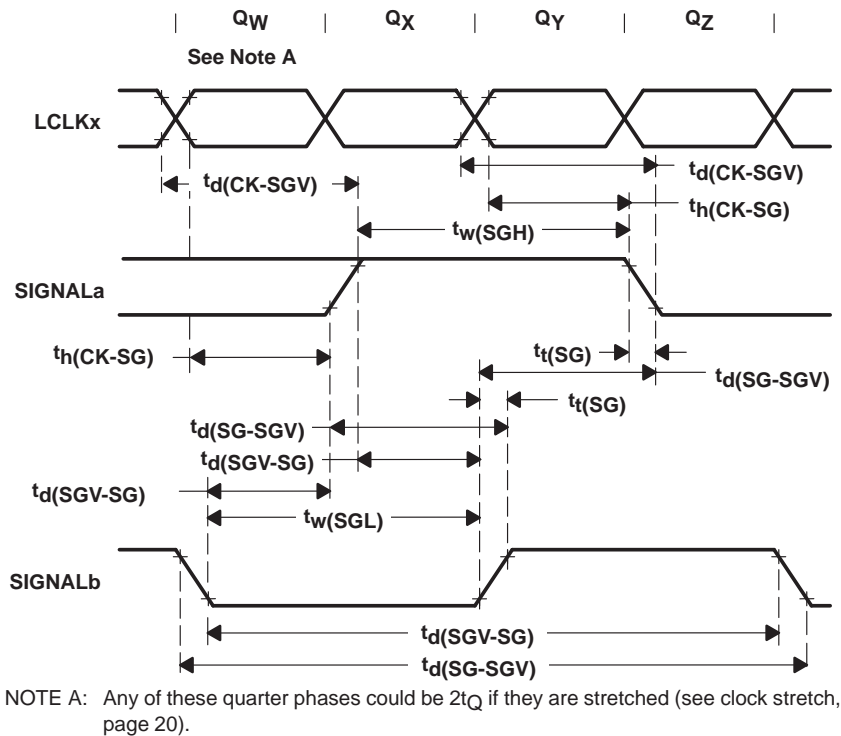 QW QX QY QZ
See Note A
LCLKx
td(CK-SGV)
td(CK-SGV)
th(CK-SG)
tw(SGH)
SIGNALa
th(CK-SG)
tt(SG)
td(SG-SGV)
tt(SG)
td(SG-SGV)
td(SGV-SG)
td(SGV-SG)
tw(SGL)
SIGNALb
td(SGV-SG)
td(SG-SGV)
NOTE A: Any of these quarter phases could be 2tQ if they are stretched (see clock stretch,
page 20).